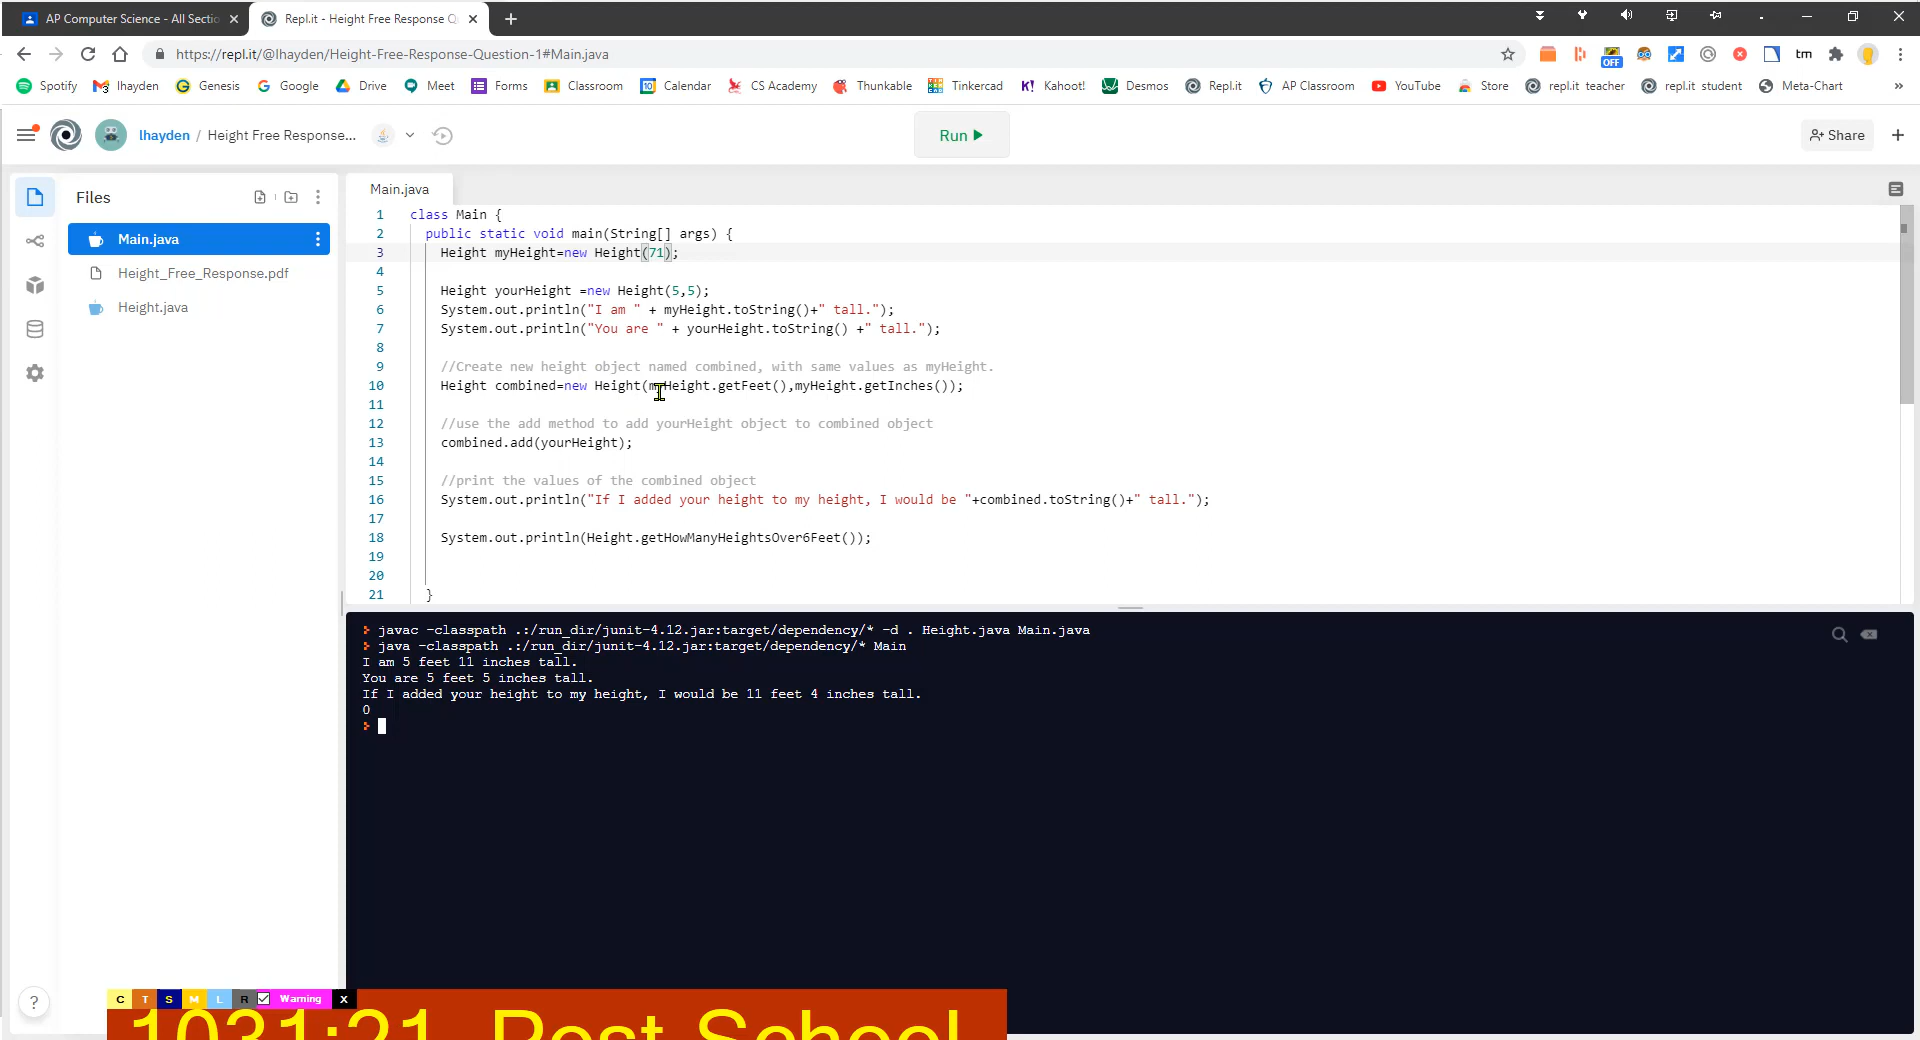 AP Computer Science - All Sectio
Repl.it - Height Free Response Q
https://repl.it/@lhayden/Height-Free-Response-Question-1#Main.java
OFF
tm
Spotify lhayden Genesis Google Drive Meet Forms Classroom Calendar CS Academy Thunkable Tinkercad K! Kahoot! Desmos Repl.it AP Classroom YouTube Store repl.it teacher repl.it student Meta-Chart »
lhayden / Height Free Response...
Run
Share
Files
Main.java
Height_Free_Response.pdf
Height.java
Main.java
1 class Main {
2 public static void main(String[] args) {
3 Height myHeight=new Height(71);
4
5 Height yourHeight =new Height(5,5);
6 System.out.println("I am " + myHeight.toString()+" tall.");
7 System.out.println("You are " + yourHeight.toString() +" tall.");
8
9 //Create new height object named combined, with same values as myHeight.
10 Height combined=new Height(myHeight.getFeet(),myHeight.getInches());
11
12 //use the add method to add yourHeight object to combined object
13 combined.add(yourHeight);
14
15 //print the values of the combined object
16 System.out.println("If I added your height to my height, I would be "+combined.toString()+" tall.");
17
18 System.out.println(Height.getHowManyHeightsOver6Feet());
19
20
21 }
javac -classpath .:/run_dir/junit-4.12.jar:target/dependency/* -d . Height.java Main.java
java -classpath .:/run_dir/junit-4.12.jar:target/dependency/* Main
I am 5 feet 11 inches tall.
You are 5 feet 5 inches tall.
If I added your height to my height, I would be 11 feet 4 inches tall.
0
?
C T S M L R Warning X
1031:21 Post School